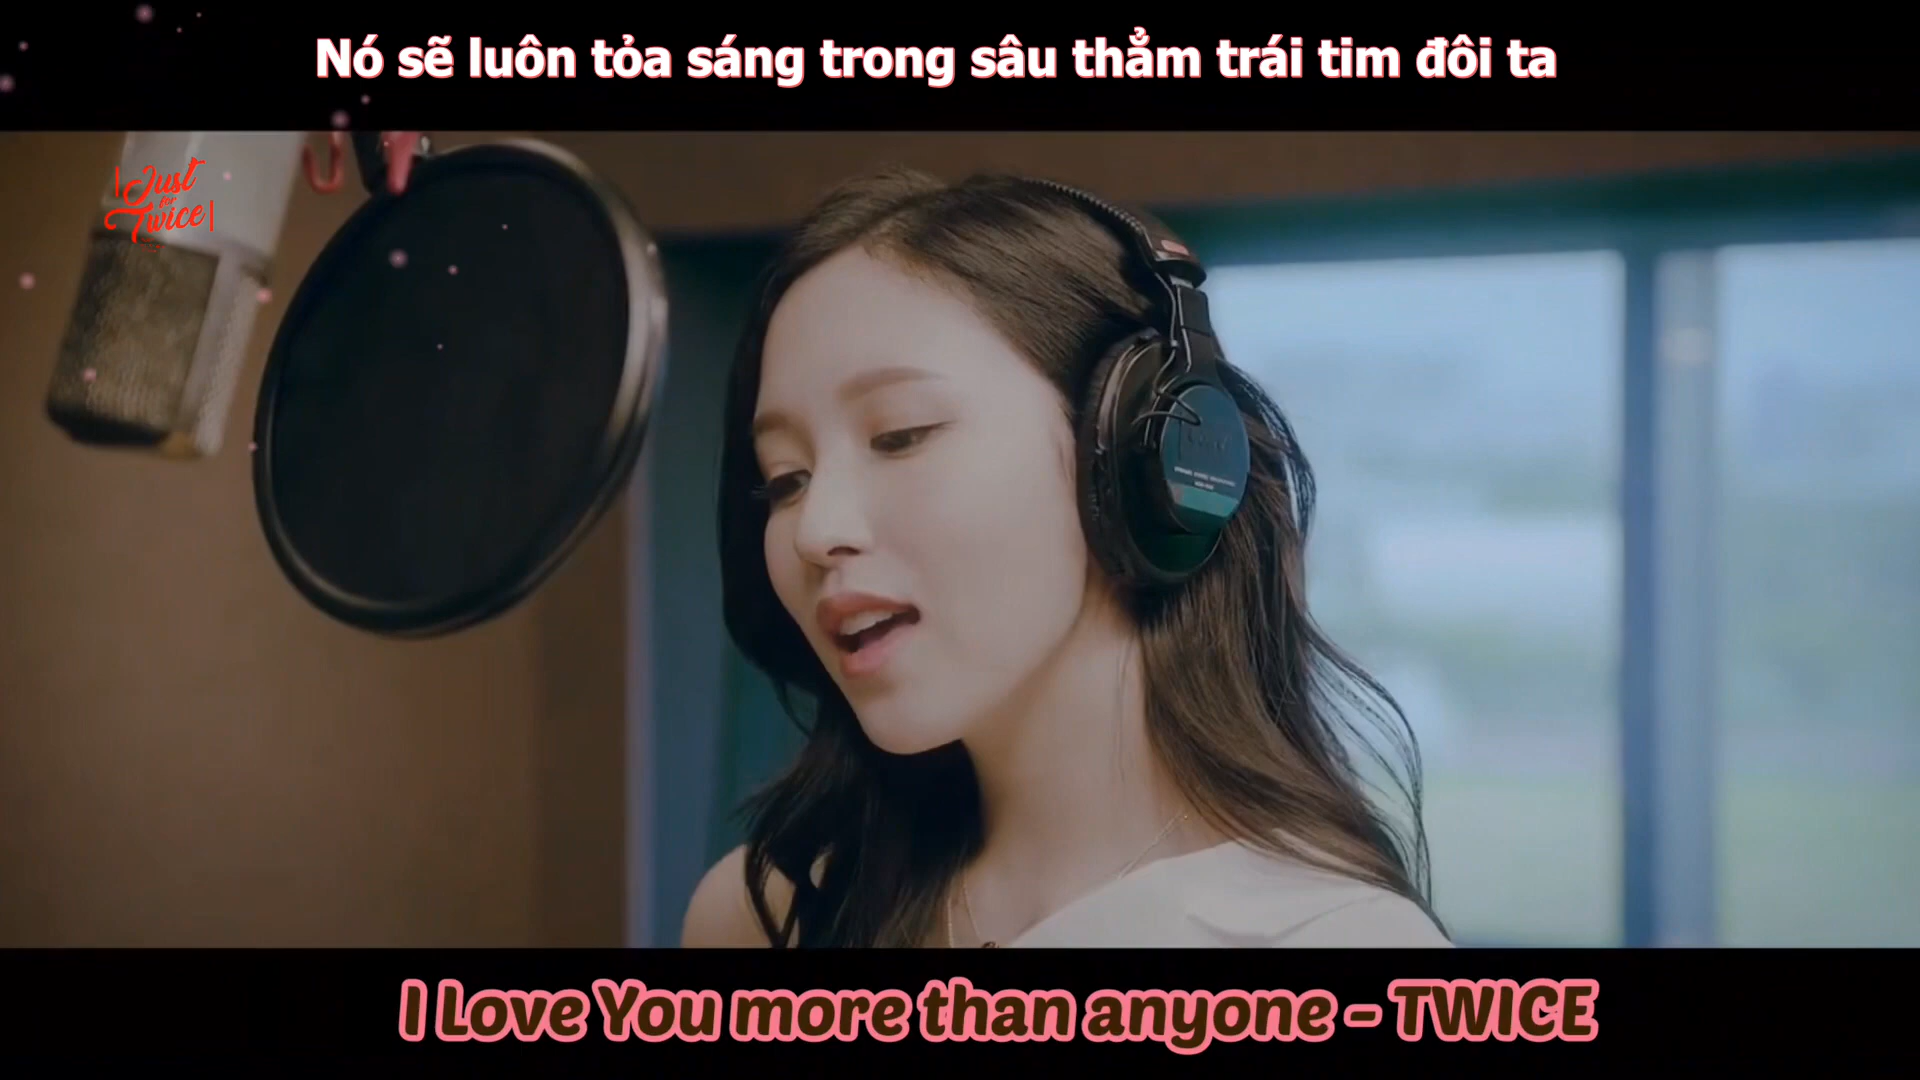 Nó sẽ luôn tỏa sáng trong sâu thẳm trái tim đôi ta
Just
for
Twice
I Love You more than anyone - TWICE